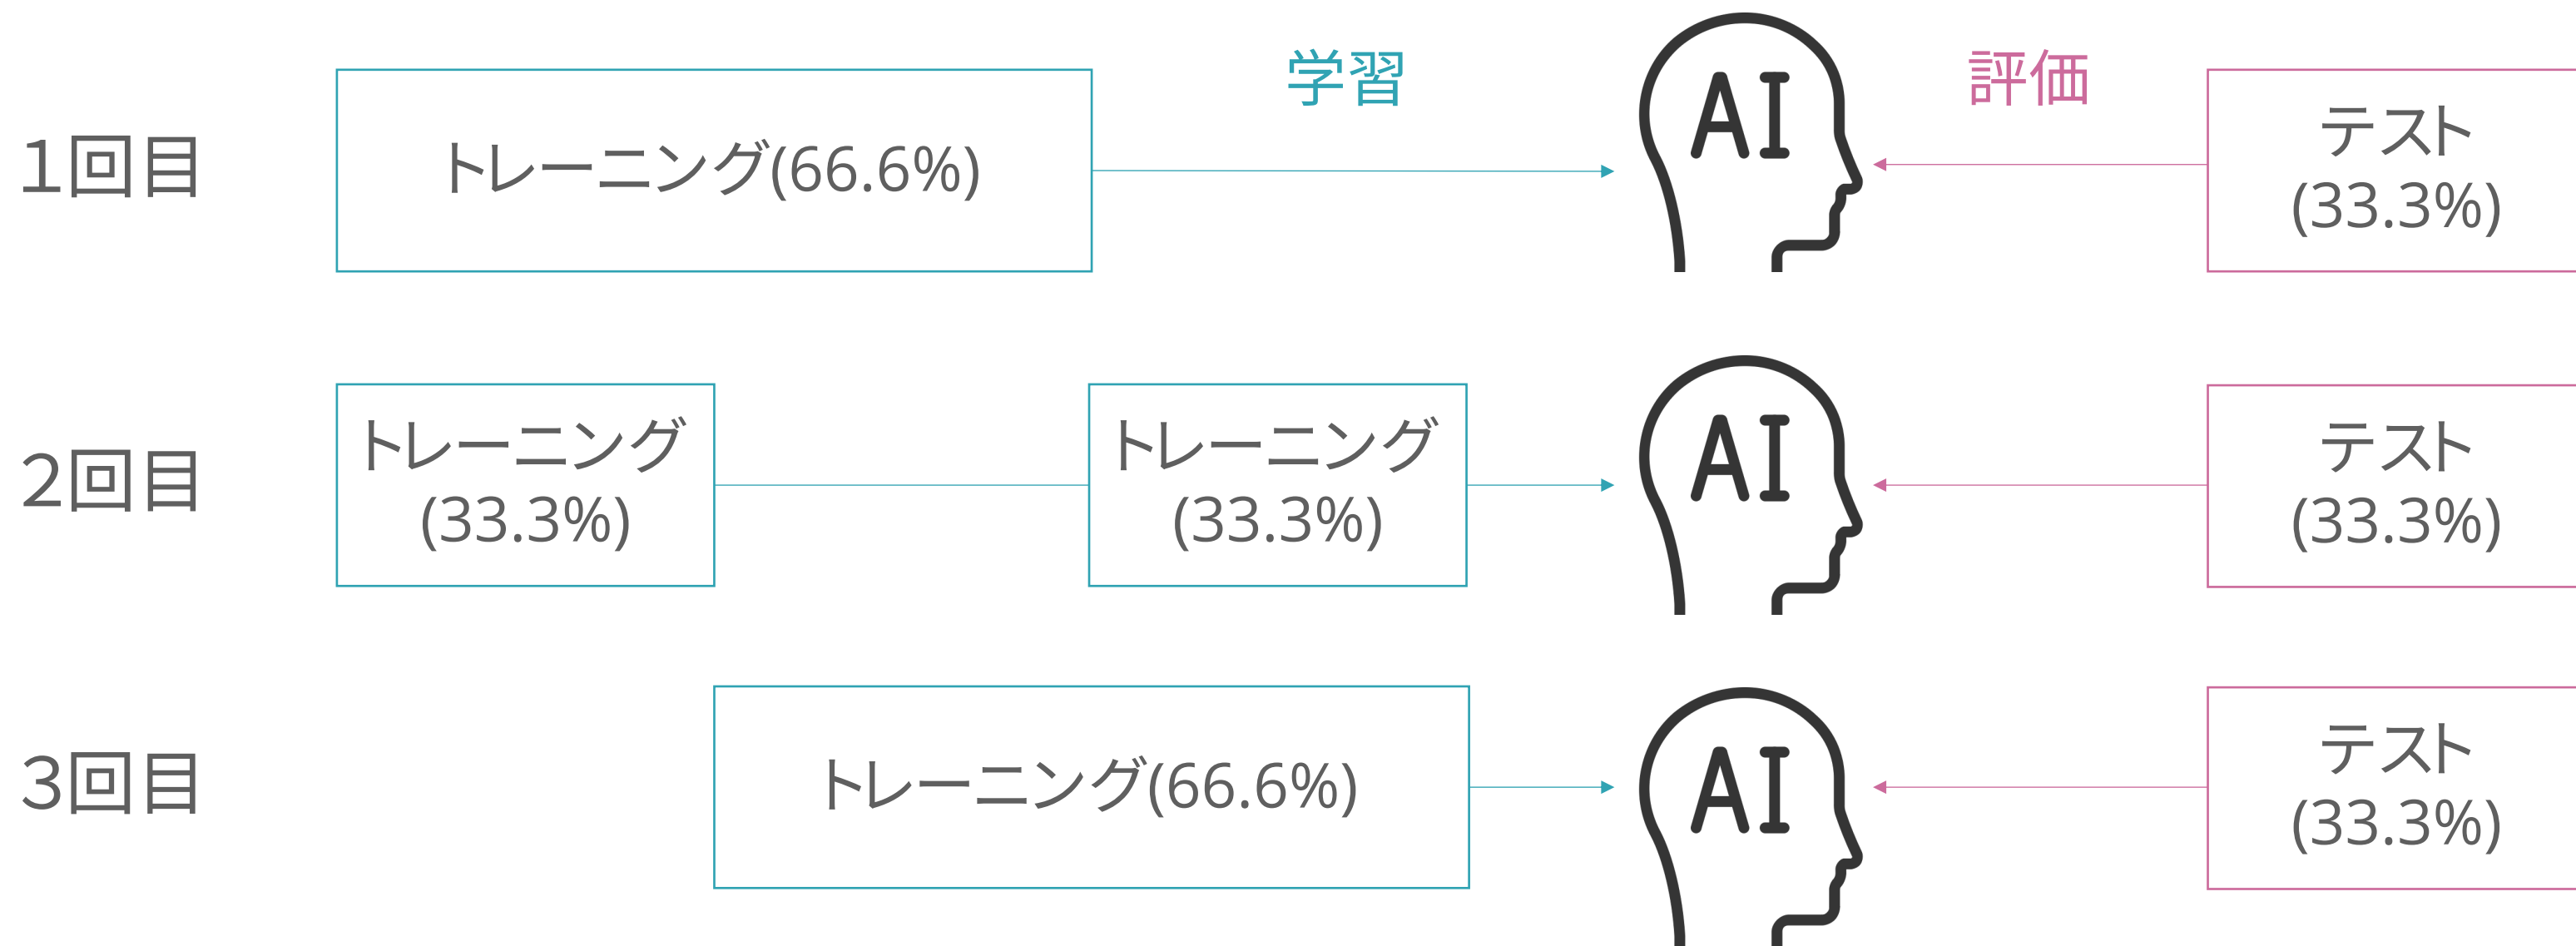 学習
評価
1回目
トレーニング(66.6%)
AI
テスト
(33.3%)
2回目
トレーニング
(33.3%)
トレーニング
(33.3%)
AI
テスト
(33.3%)
3回目
トレーニング(66.6%)
AI
テスト
(33.3%)